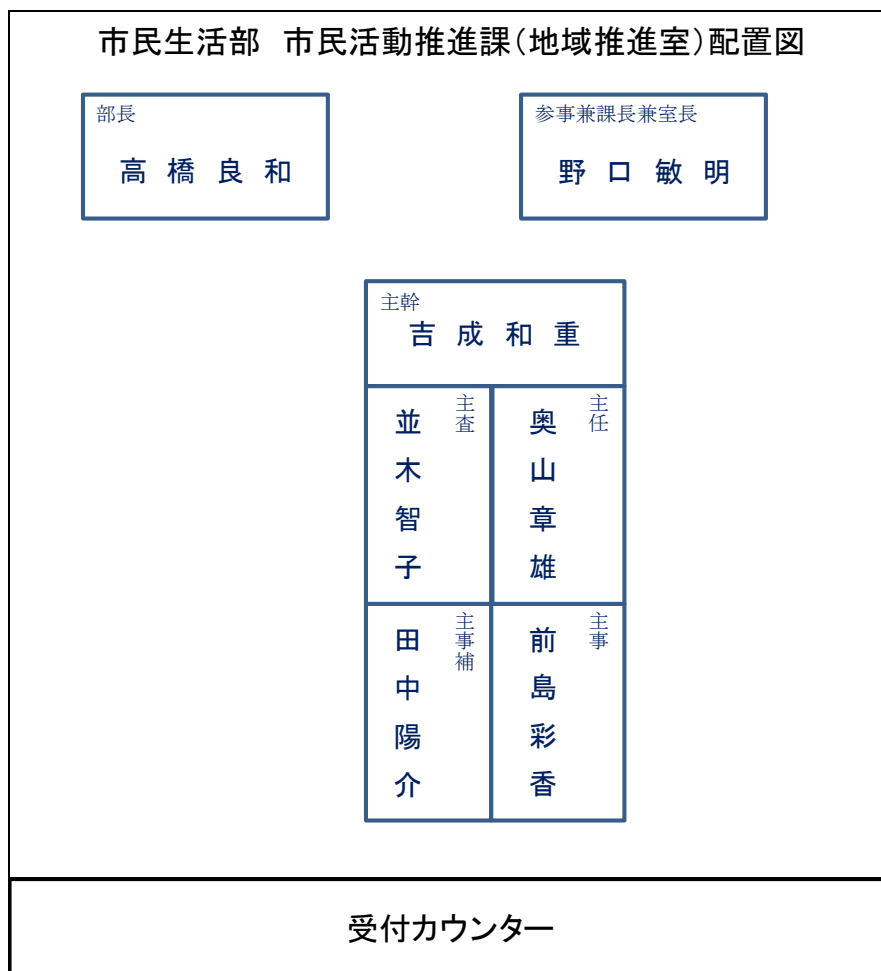 市民生活部　市民活動推進課（地域推進室）配置図
部長
高橋良和
参事兼課長兼室長
野口敏明
主幹
吉成和重
主査
並木智子
主任
奥山章雄
主事補
田中陽介
主事
前島彩香
受付カウンター